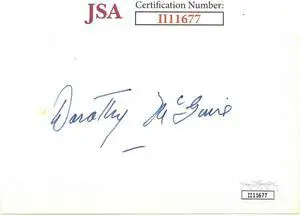 JSA
Certification Number:
II11677
Dorothy McGuire
II11677